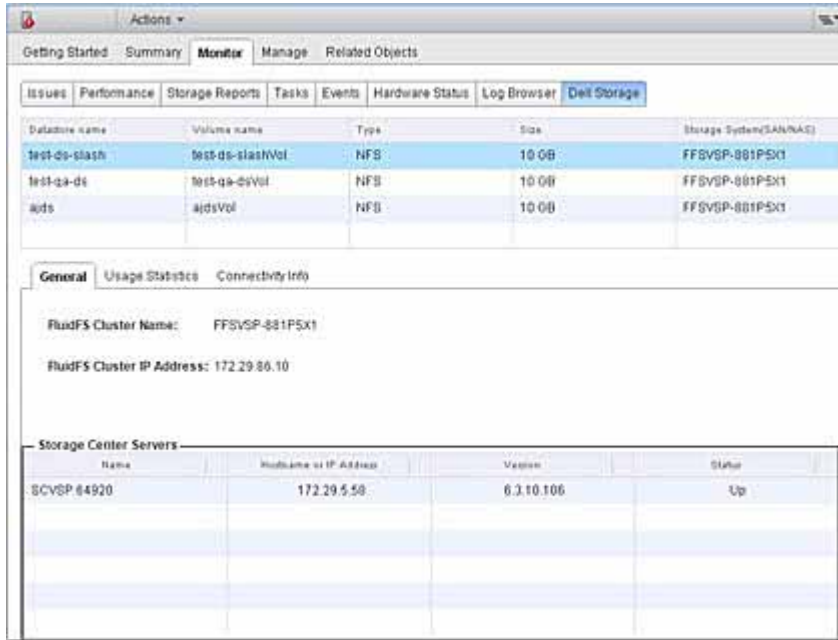 Actions
Getting Started Summary Monitor Manage Related Objects
Issues Performance Storage Reports Tasks Events Hardware Status Log Browser Dell Storage
Datastore name Volume name Type Size Storage System(SAN/NAS)
test-ds-slash test-ds-slashVol NFS 10 GB FFSVSP-881P5X1
test-qa-ds test-qa-dsVol NFS 10 GB FFSVSP-881P5X1
ajds ajdsVol NFS 10 GB FFSVSP-881P5X1
General Usage Statistics Connectivity Info
FluidFS Cluster Name: FFSVSP-881P5X1
FluidFS Cluster IP Address: 172.29.86.10
Storage Center Servers
Name Hostname or IP Address Version Status
SCVSP 64920 172.29.5.58 6.3.10.106 Up